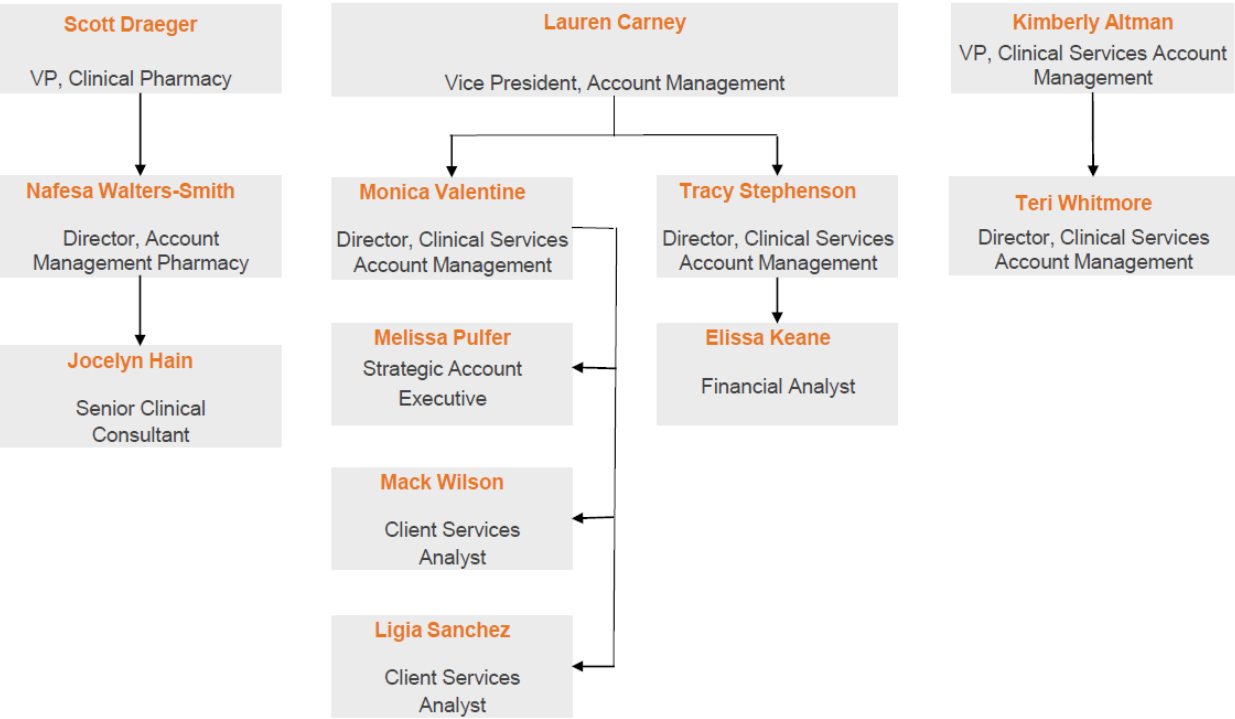 Scott Draeger
VP, Clinical Pharmacy
Lauren Carney
Vice President, Account Management
Kimberly Altman
VP, Clinical Services Account
Management
Nafesa Walters-Smith
Director, Account
Management Pharmacy
Monica Valentine
Director, Clinical Services
Account Management
Tracy Stephenson
Director, Clinical Services
Account Management
Teri Whitmore
Director, Clinical Services
Account Management
Jocelyn Hain
Senior Clinical
Consultant
Melissa Pulfer
Strategic Account
Executive
Elissa Keane
Financial Analyst
Mack Wilson
Client Services
Analyst
Ligia Sanchez
Client Services
Analyst